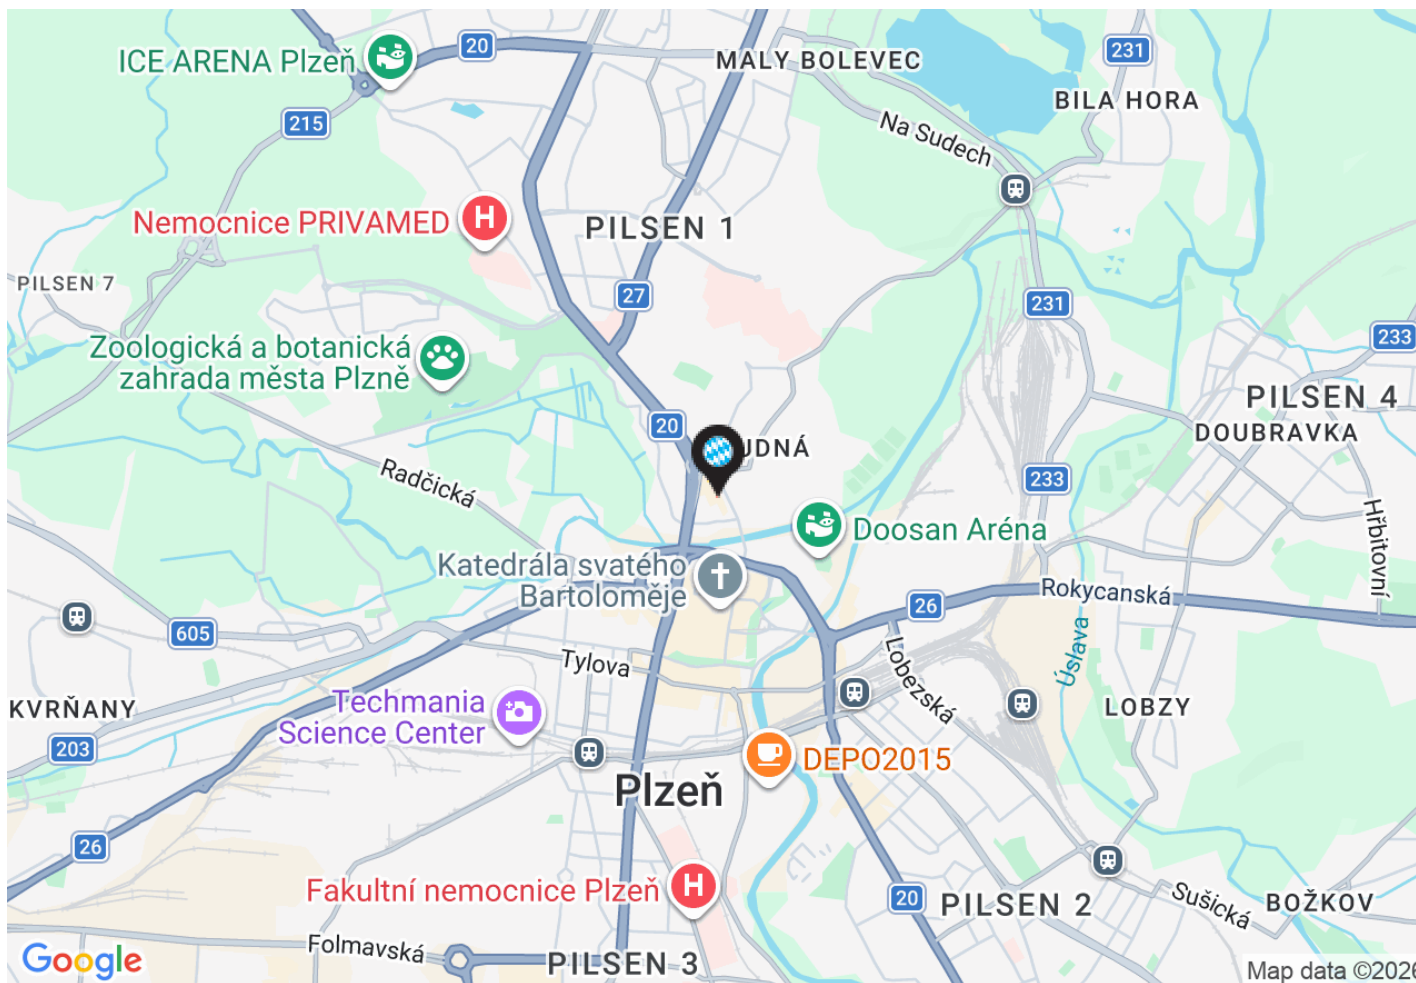 ICE ARENA Plzeň
20
MALY BOLEVEC
231
BILA HORA
215
Na Sudech
Nemocnice PRIVAMED
PILSEN 1
PILSEN 7
27
231
233
Zoologická a botanická
zahrada města Plzně
PILSEN 4
20
DOUBRAVKA
UDNÁ
Radčická
233
Hřbitovní
Doosan Aréna
Katedrála svatého
Bartoloměje
Rokycanská
26
605
Úslava
Tylova
Lobezská
KVRŇANY
Techmania
Science Center
LOBZY
203
DEPO2015
Plzeň
26
Fakultní nemocnice Plzeň
20
PILSEN 2
Sušická
BOŽKOV
Folmavská
PILSEN 3
Google
Map data ©2026